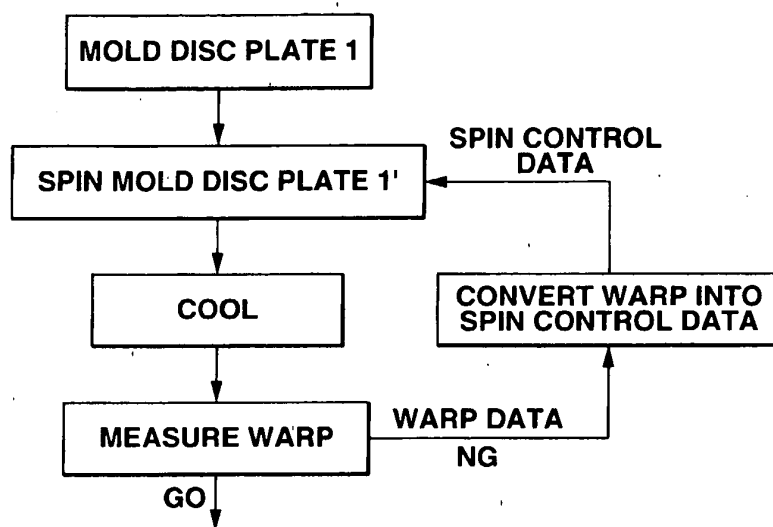 MOLD DISC PLATE 1
SPIN CONTROL
DATA
SPIN MOLD DISC PLATE 1'
COOL
CONVERT WARP INTO
SPIN CONTROL DATA
MEASURE WARP
WARP DATA
NG
GO